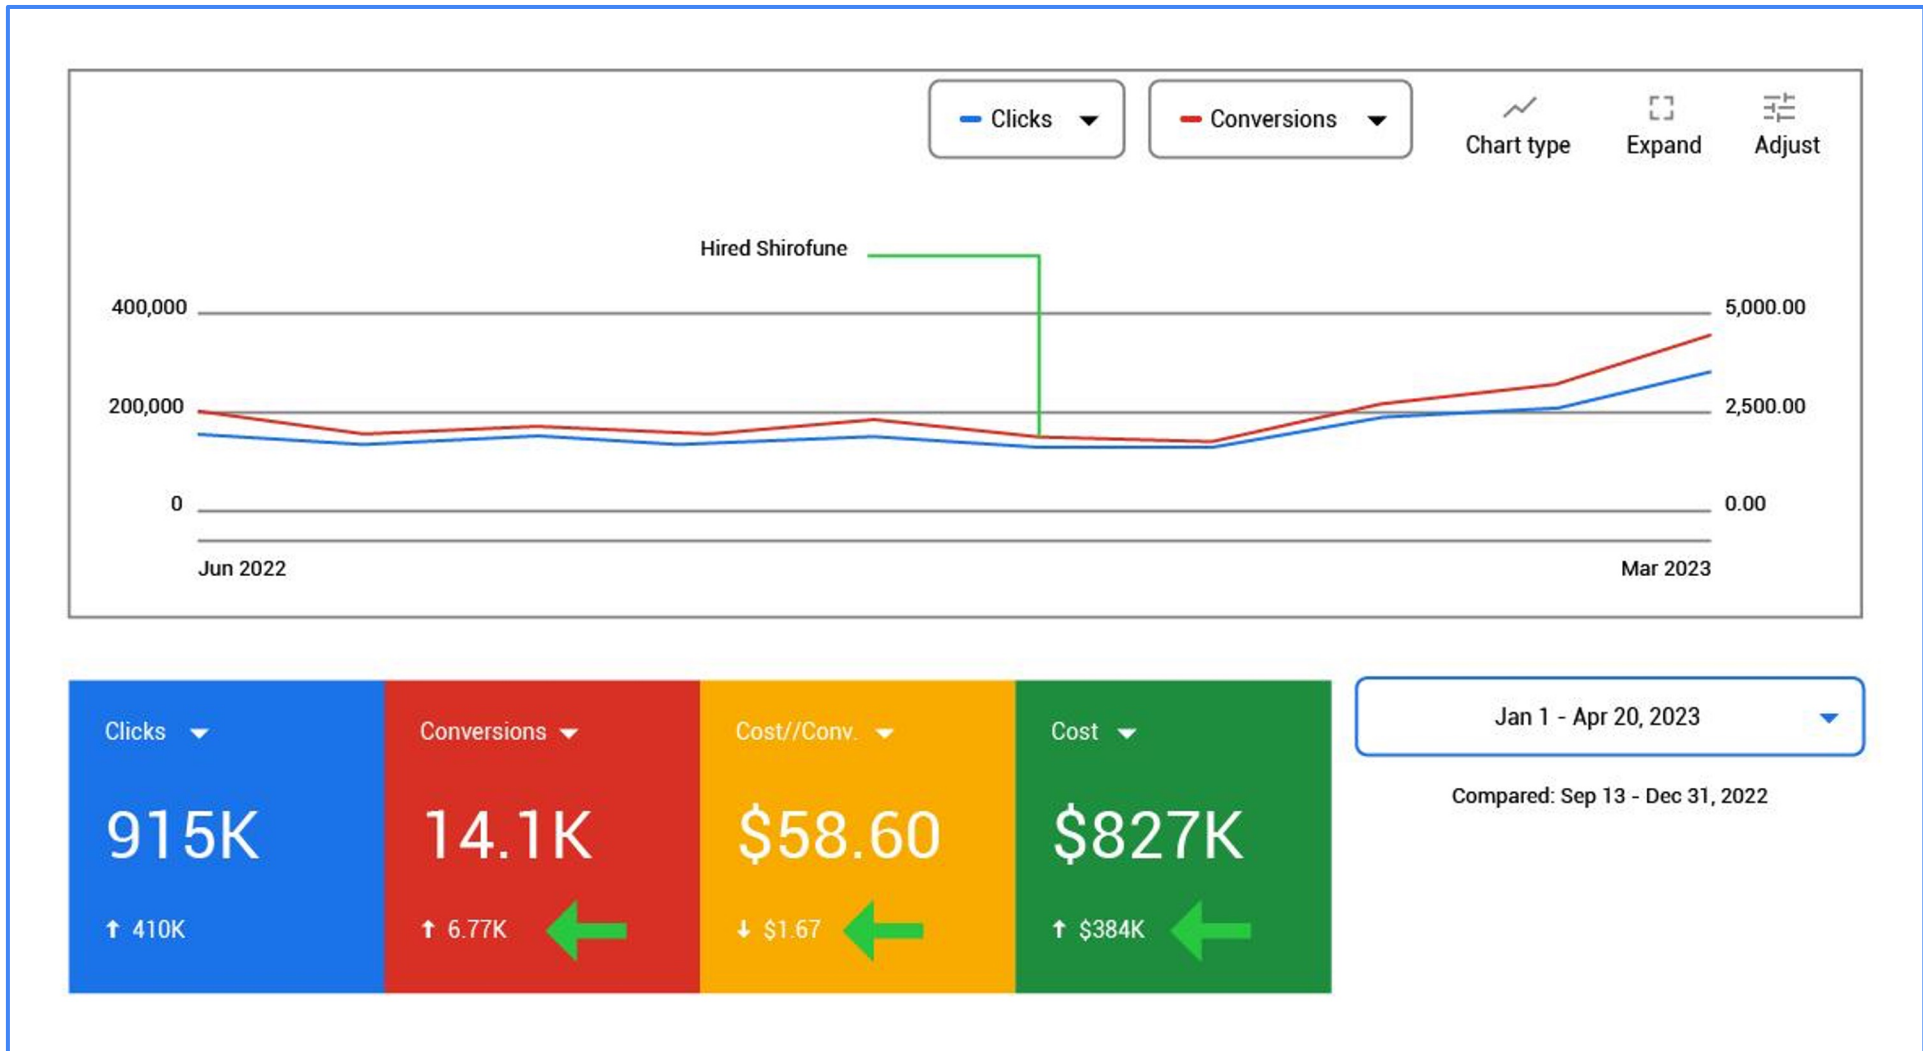 Clicks
Conversions
Chart type
Expand
Adjust
Hired Shirofune
400,000
5,000.00
200,000
2,500.00
0
0.00
Jun 2022
Mar 2023
Clicks
Conversions
Cost//Conv.
Cost
915K
14.1K
$58.60
$827K
410K
6.77K
$1.67
$384K
Jan 1 - Apr 20, 2023
Compared: Sep 13 - Dec 31, 2022